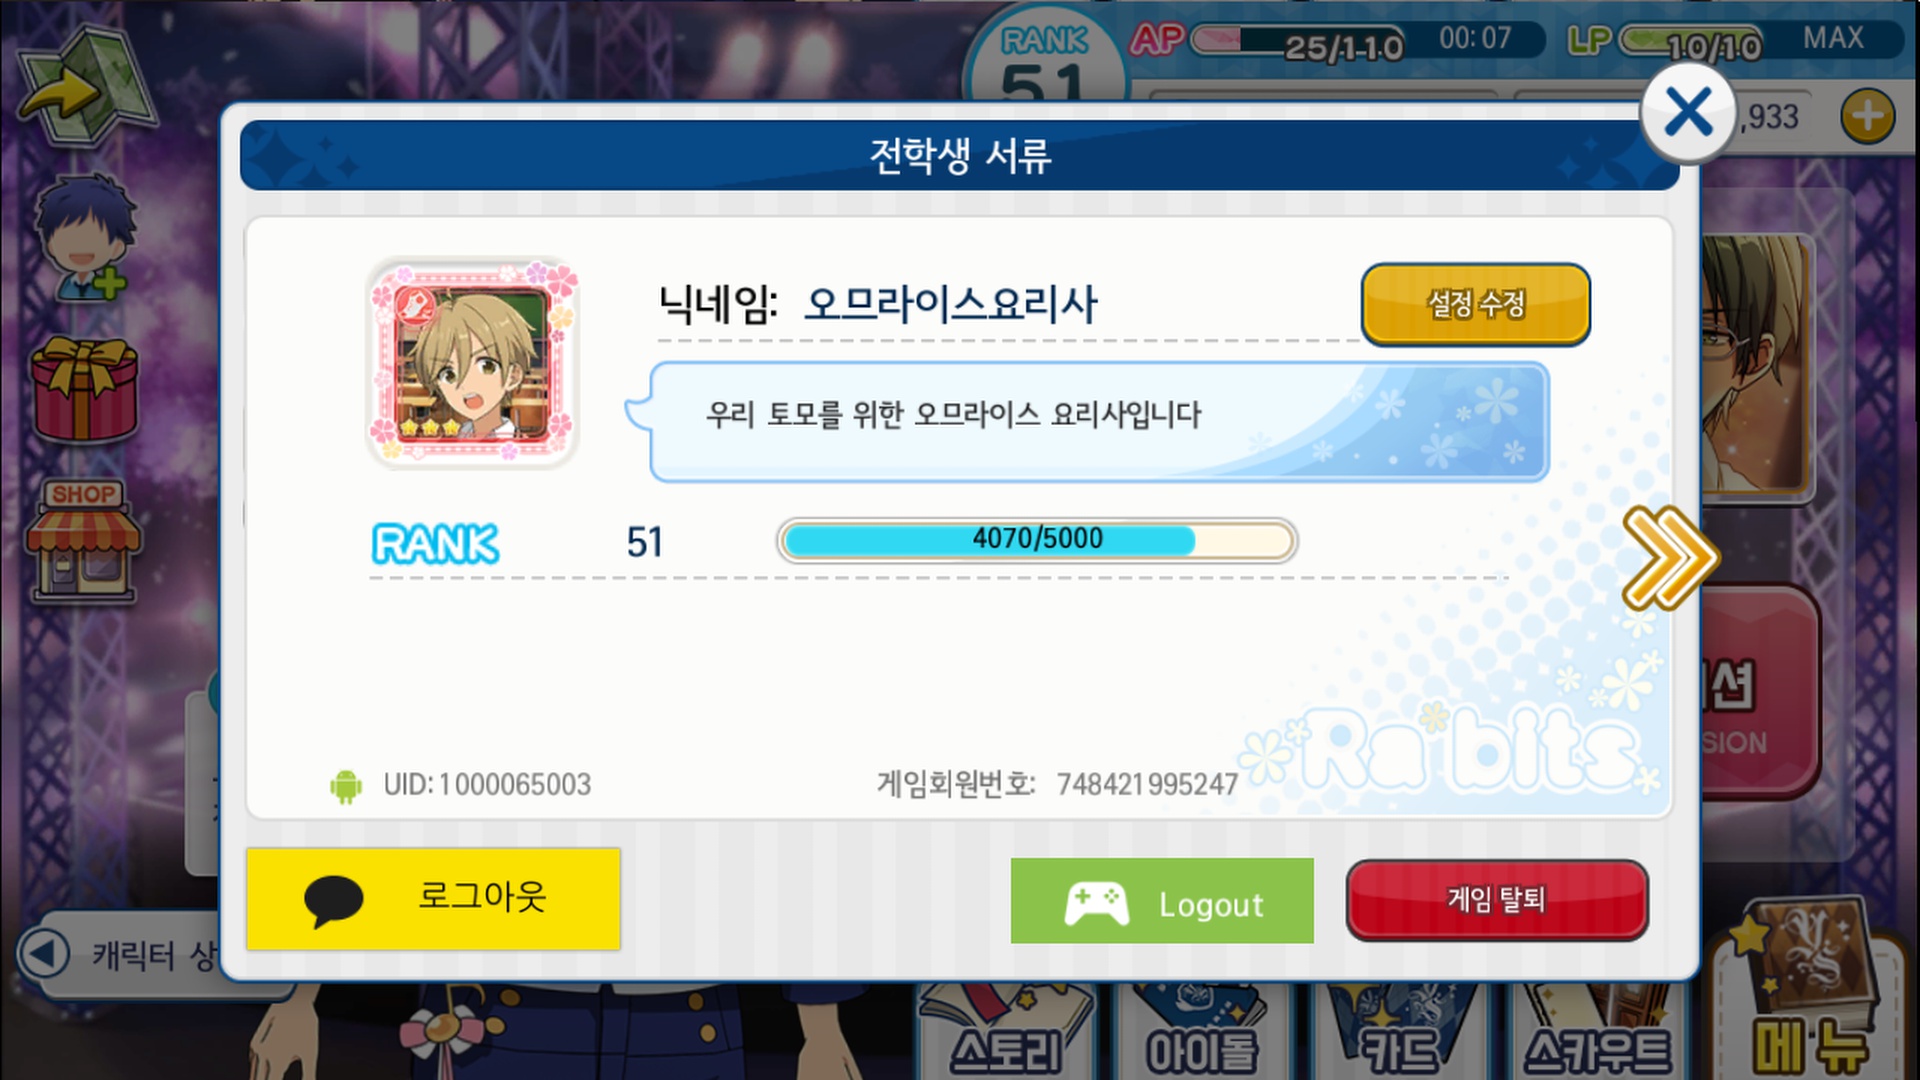 RANK
51
AP
25/110
00:07
LP
10/10
MAX
,933
전학생 서류
닉네임: 오므라이스요리사
설정 수정
우리 토모를 위한 오므라이스 요리사입니다
RANK 51 4070/5000
SHOP
Ra*bits
션
SION
UID:1000065003
게임회원번호: 748421995247
로그아웃
Logout
게임 탈퇴
캐릭터 상
스토리
아이돌
카드
스카우트
메뉴